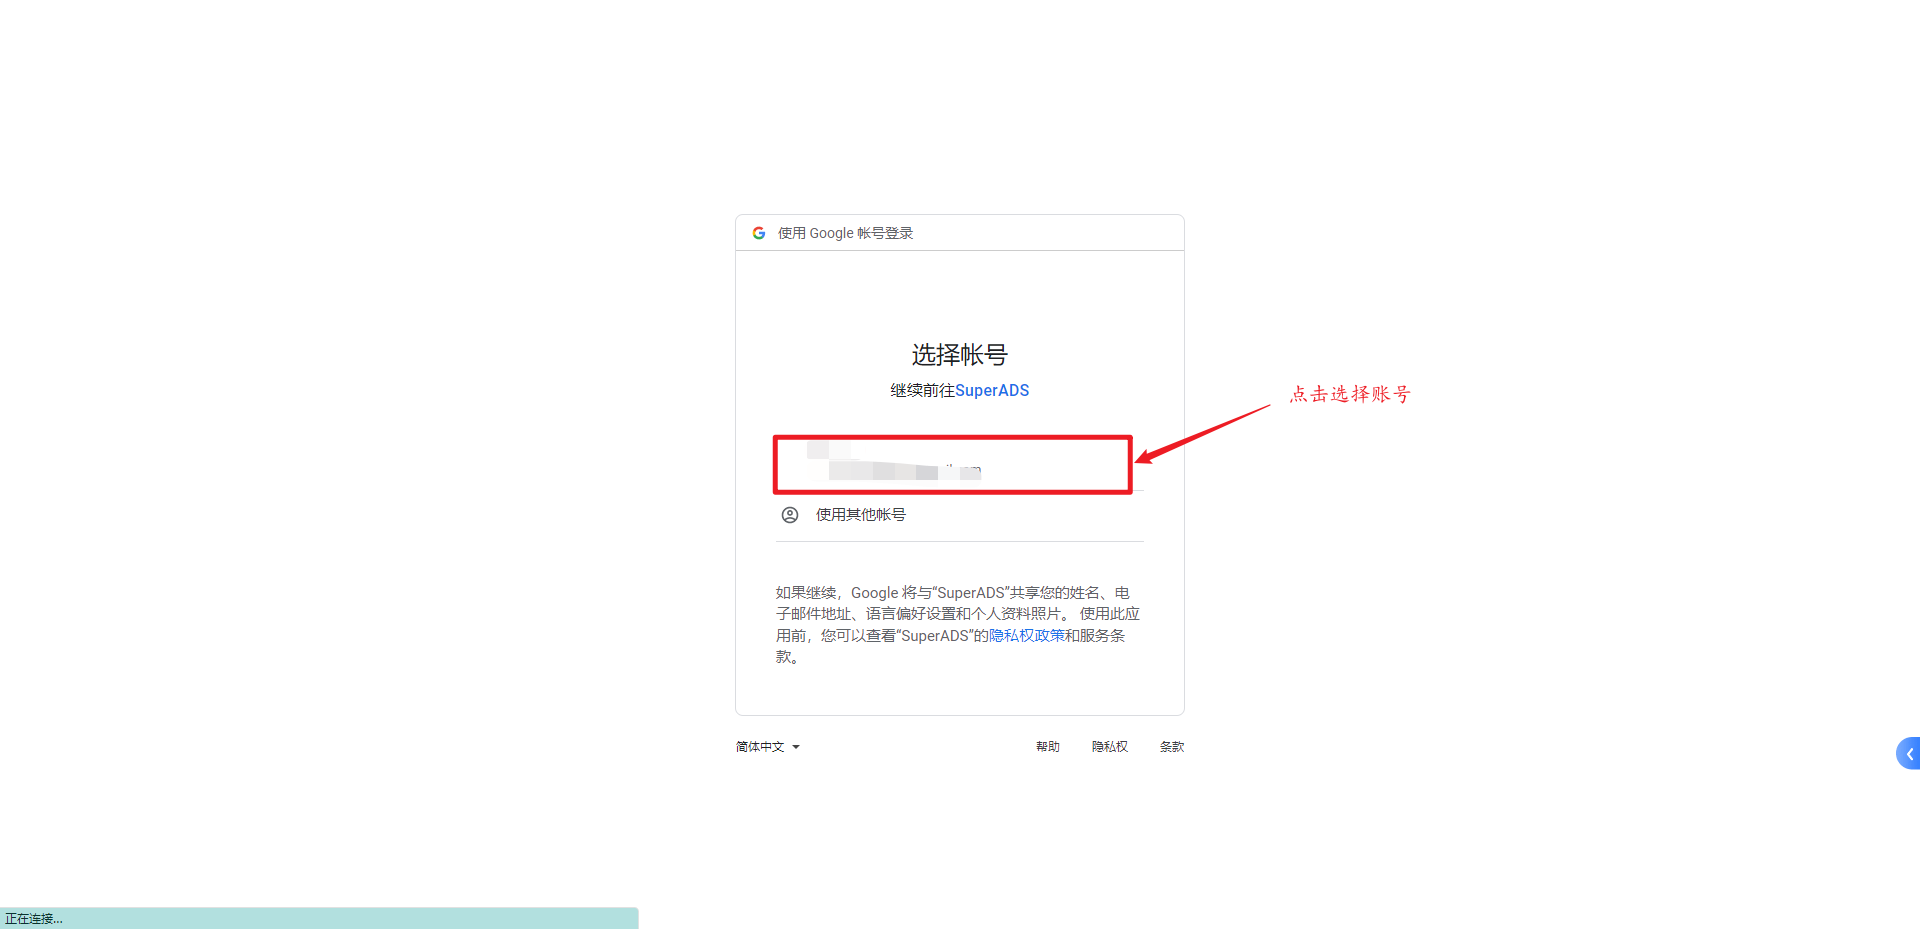 使用 Google 帐号登录
选择帐号
继续前往SuperADS
点击选择账号
使用其他帐号
如果继续，Google 将与“SuperADS”共享您的姓名、电
子邮件地址、语言偏好设置和个人资料照片。 使用此应
用前，您可以查看“SuperADS”的隐私权政策和服务条
款。
简体中文
帮助
隐私权
条款
正在连接...